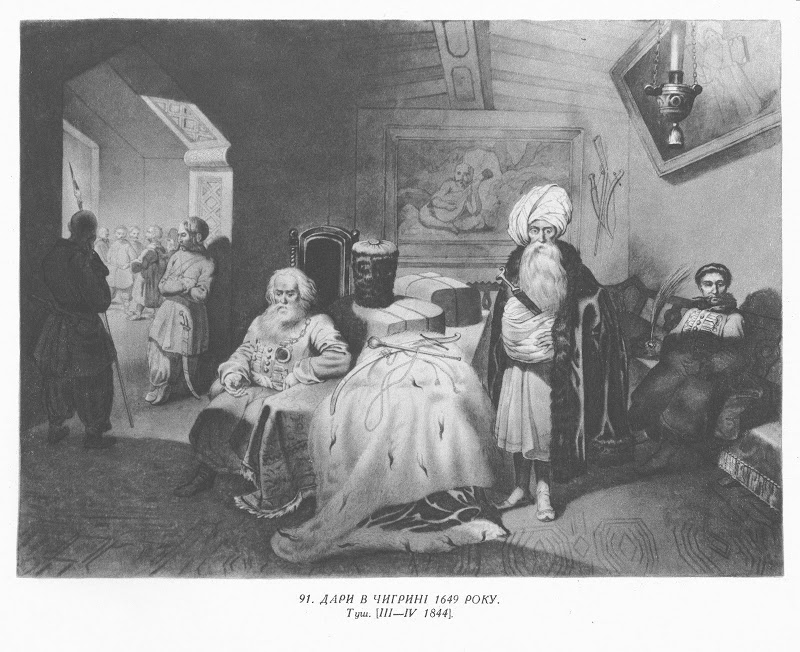 91. ДАРИ В ЧИГРИНІ 1649 РОКУ.
Туш. [III—IV 1844].